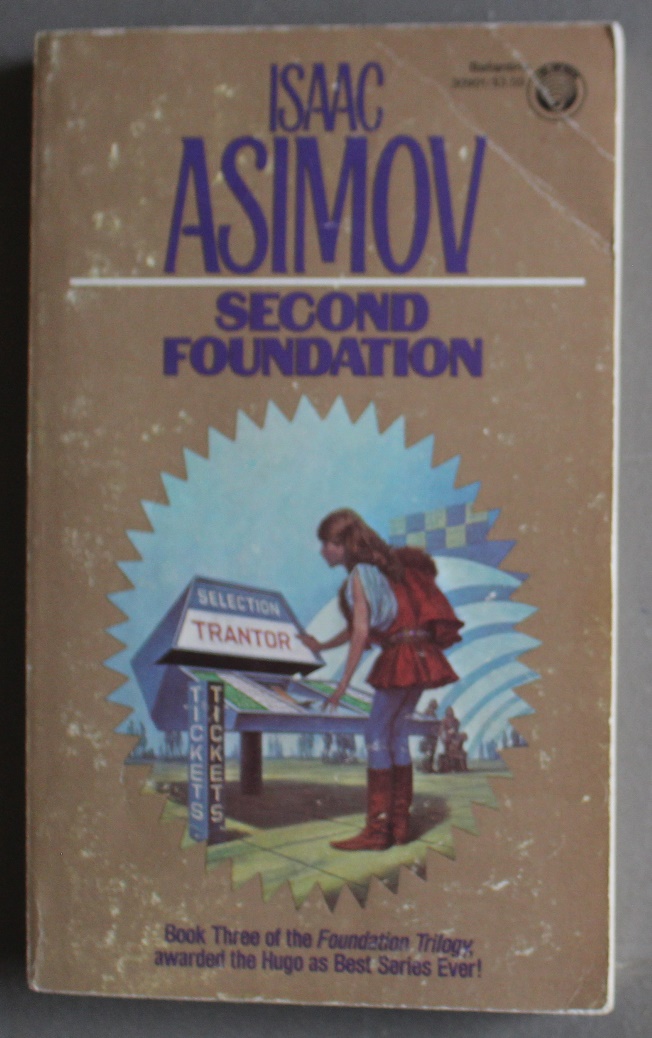 Ballantine
ISAAC
ASIMOV
SECOND
FOUNDATION
SELECTION
TRANTOR
TICKETS
TICKETS
Book Three of the Foundation Trilogy,
awarded the Hugo as Best Series Ever!